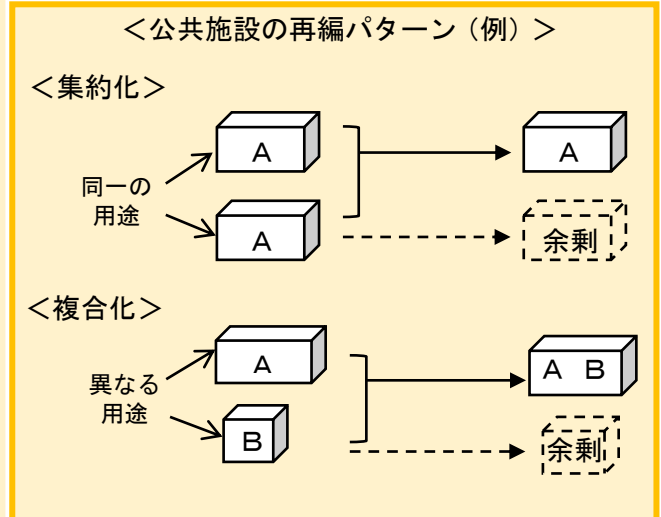 ＜公共施設の再編パターン（例）＞
＜集約化＞
A
A
同一の
用途
A
余剰
＜複合化＞
A
A B
異なる
用途
B
余剰